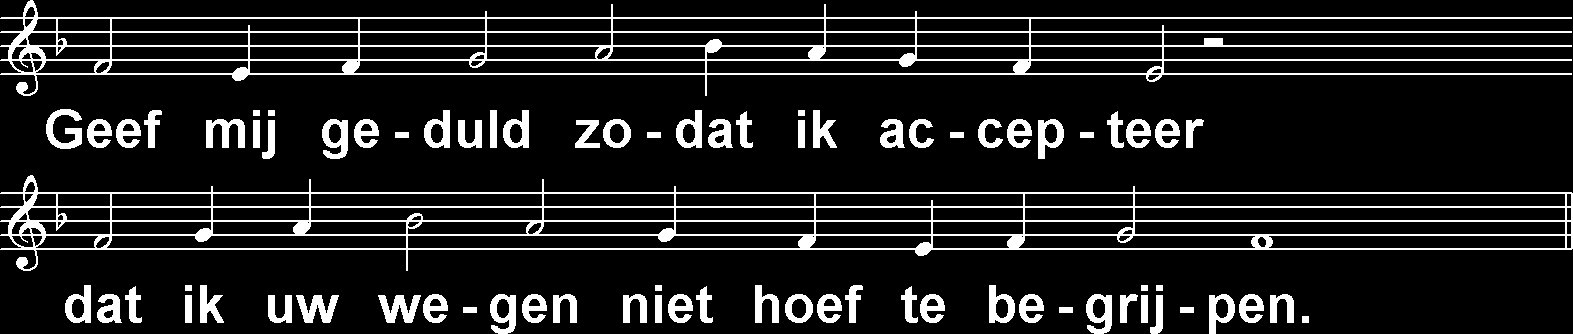 Geef mij ge - duld zo - dat ik ac - cep - teer
dat ik uw we - gen niet hoef te be - grij - pen.